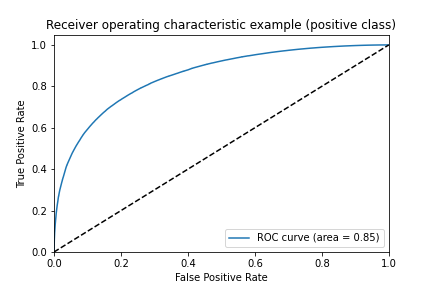 Receiver operating characteristic example (positive class)
1.0
0.8
0.6
0.4
0.2
0.0
True Positive Rate
ROC curve (area = 0.85)
0.0 0.2 0.4 0.6 0.8 1.0
False Positive Rate